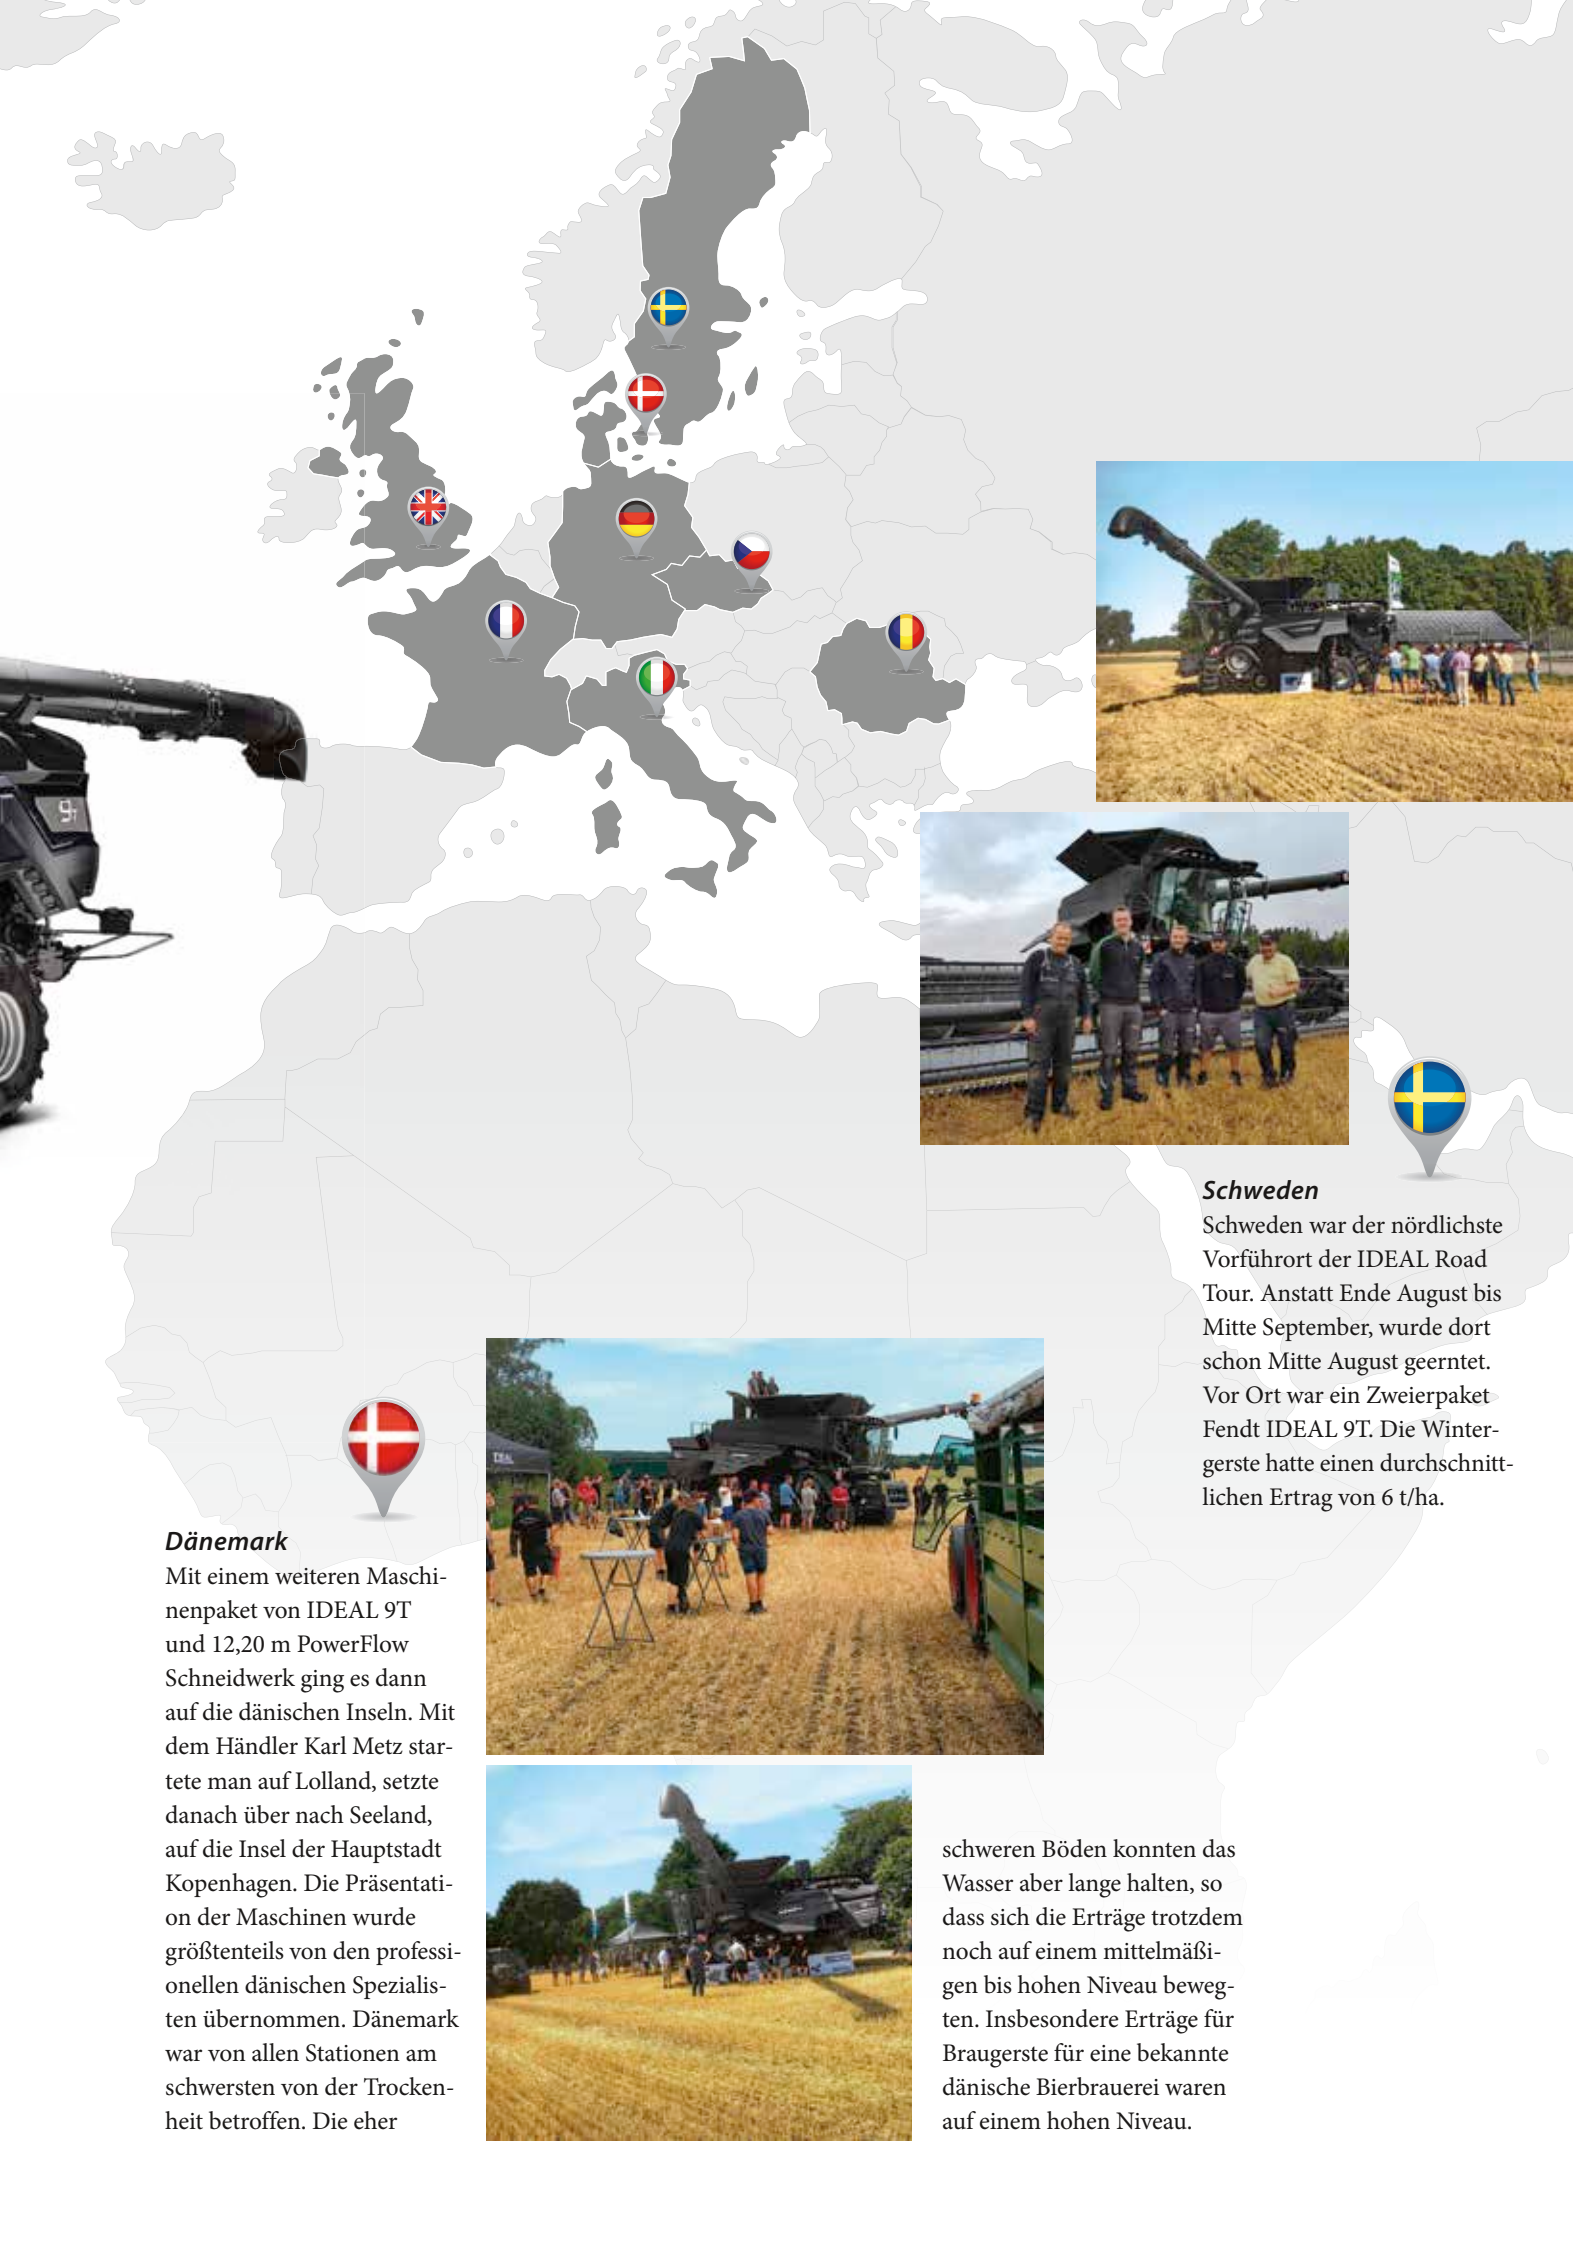 9T
Schweden
Schweden war der nördlichste
Vorführort der IDEAL Road
Tour. Anstatt Ende August bis
Mitte September, wurde dort
schon Mitte August geerntet.
Vor Ort war ein Zweierpaket
Fendt IDEAL 9T. Die Winter-
gerste hatte einen durchschnitt-
lichen Ertrag von 6 t/ha.
Dänemark
Mit einem weiteren Maschi-
nenpaket von IDEAL 9T
und 12,20 m PowerFlow
Schneidwerk ging es dann
auf die dänischen Inseln. Mit
dem Händler Karl Metz star-
tete man auf Lolland, setzte
danach über nach Seeland,
auf die Insel der Hauptstadt
Kopenhagen. Die Präsentati-
on der Maschinen wurde
größtenteils von den professi-
onellen dänischen Spezialis-
ten übernommen. Dänemark
war von allen Stationen am
schwersten von der Trocken-
heit betroffen. Die eher
schweren Böden konnten das
Wasser aber lange halten, so
dass sich die Erträge trotzdem
noch auf einem mittelmäßi-
gen bis hohen Niveau beweg-
ten. Insbesondere Erträge für
Braugerste für eine bekannte
dänische Bierbrauerei waren
auf einem hohen Niveau.